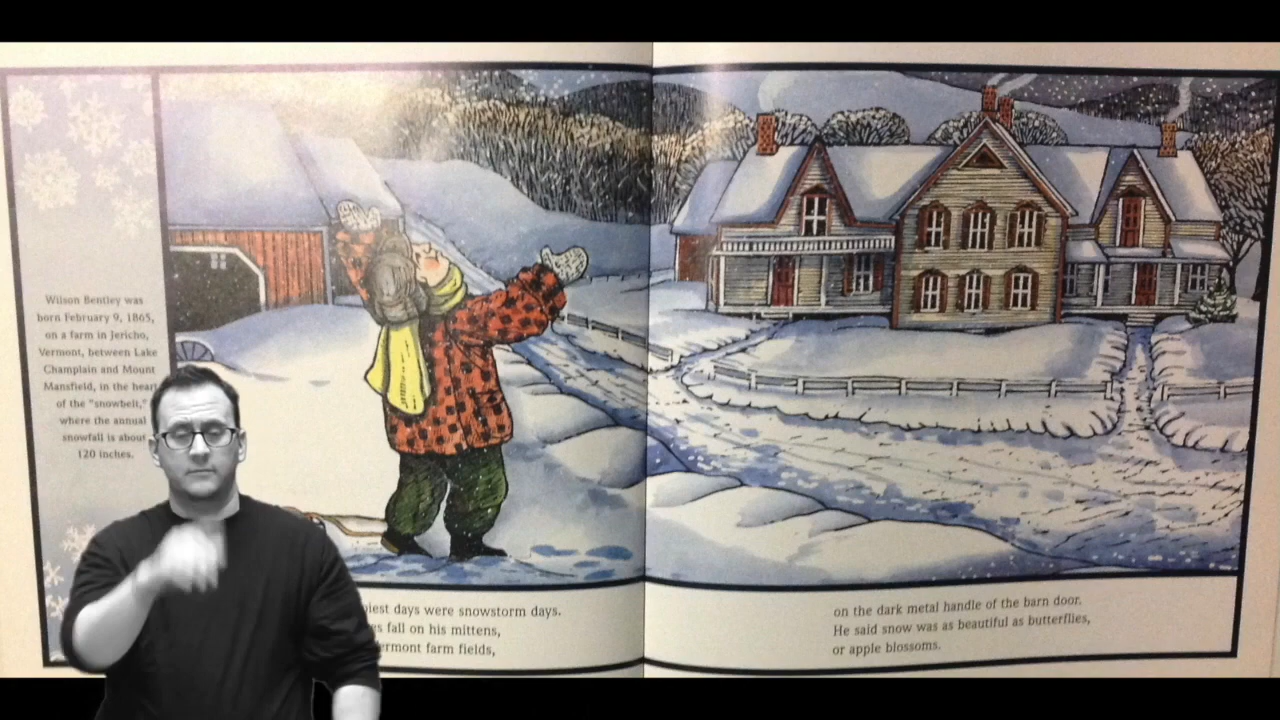 Wilson Bentley was
born February 9, 1865,
on a farm in Jericho,
Vermont, between Lake
Champlain and Mount
Mansfield, in the heart
of the "snowbelt,"
where the annual
snowfall is about
120 inches.
days were snowstorm days.
fall on his mittens,
farm fields,
on the dark metal handle of the barn door.
He said snow was as beautiful as butterflies,
or apple blossoms.